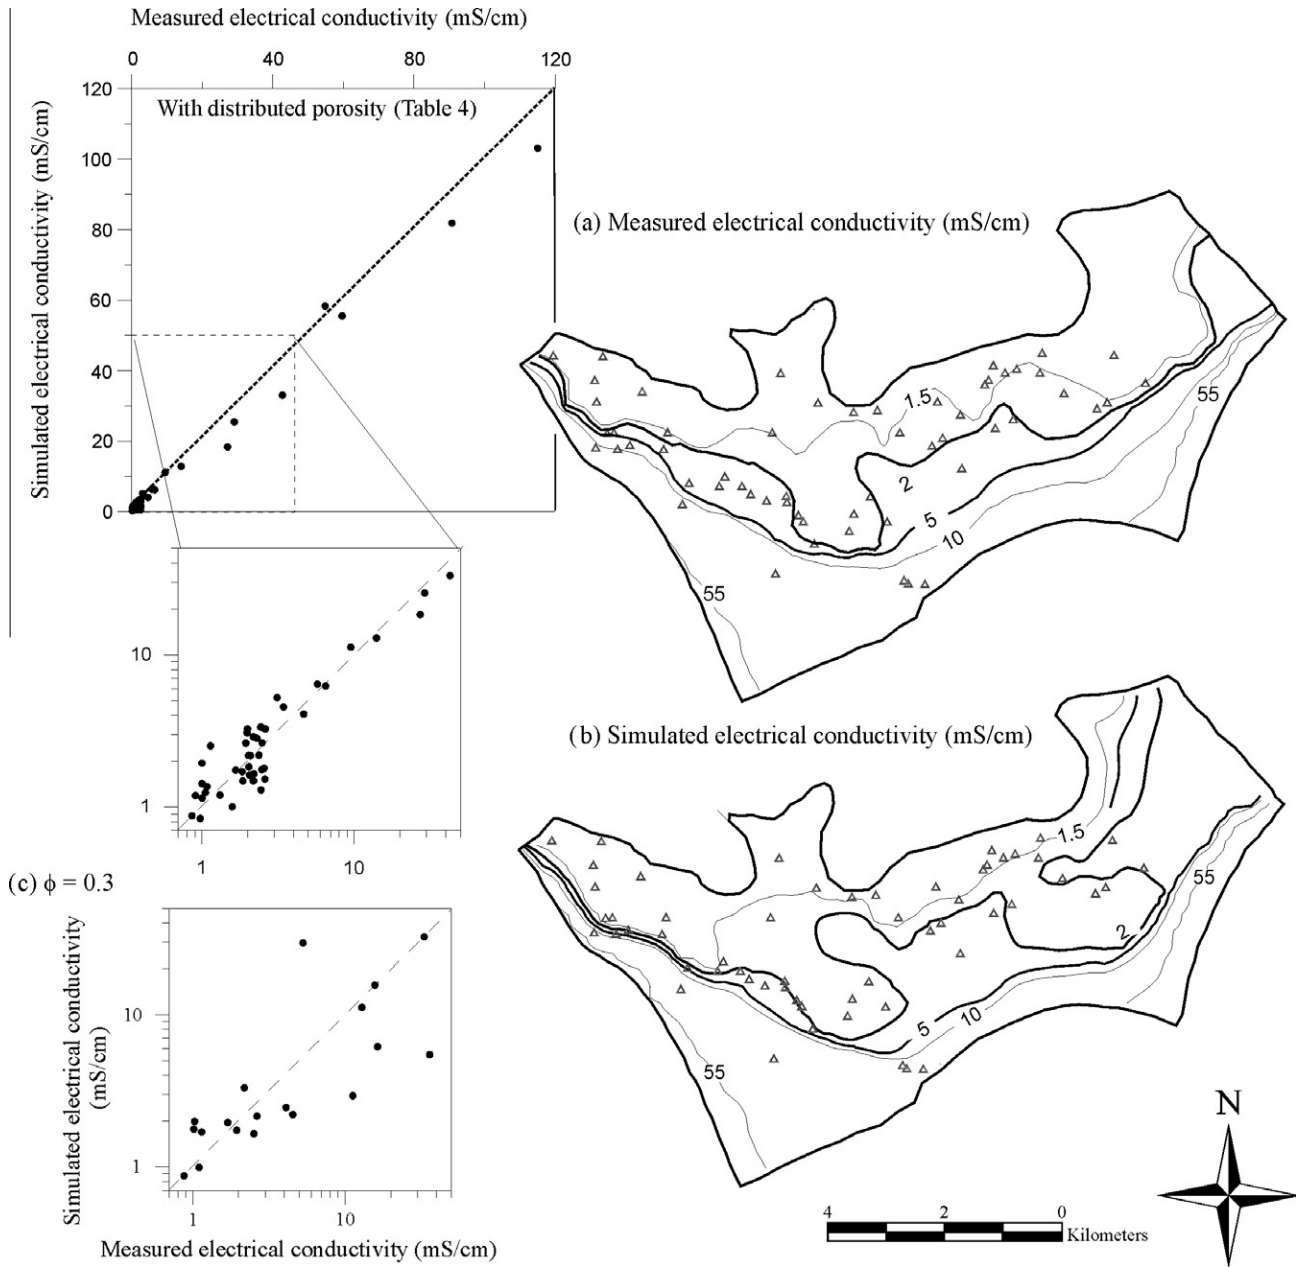 Measured electrical conductivity (mS/cm)
0 40 80 120
120
With distributed porosity (Table 4)
100
80
60
40
20
0
Simulated electrical conductivity (mS/cm)
10
1
1 10
(c) ϕ = 0.3
Simulated electrical conductivity
(mS/cm)
10
1
1 10
Measured electrical conductivity (mS/cm)
(a) Measured electrical conductivity (mS/cm)
1.5
55
2
5
10
55
(b) Simulated electrical conductivity (mS/cm)
1.5
55
2
5
10
55
N
4 2 0
Kilometers